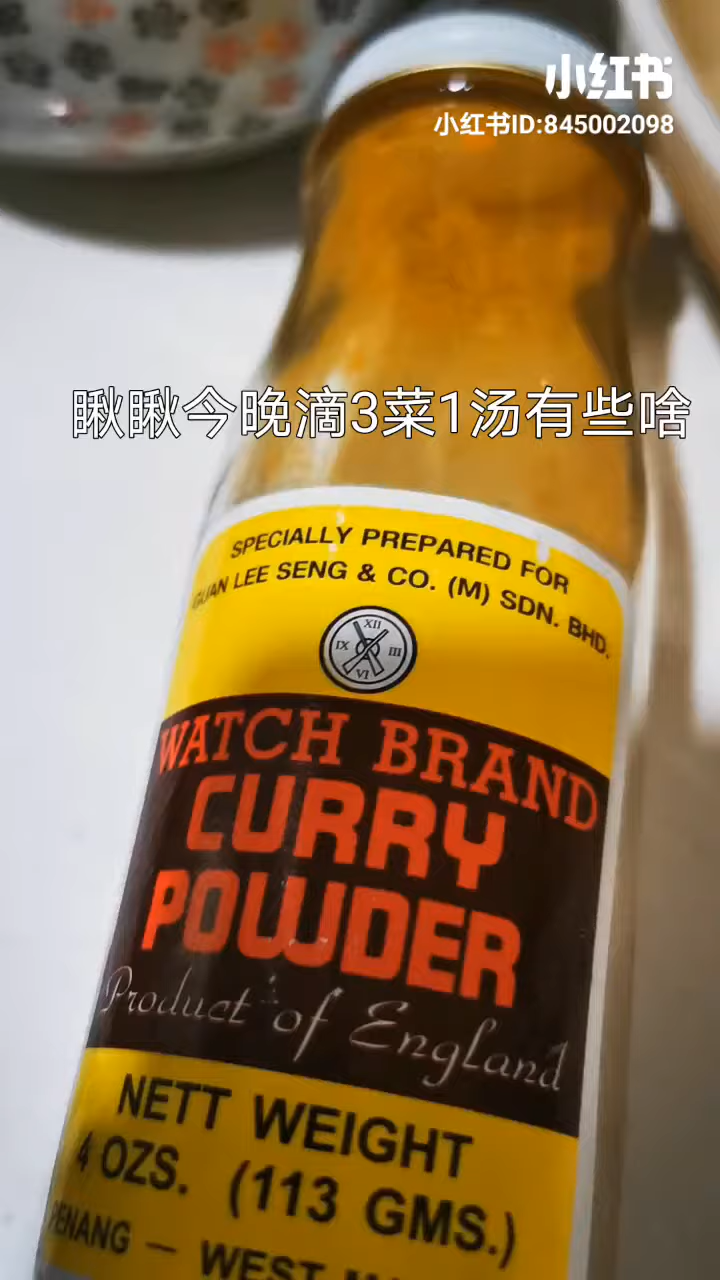 小红书
小红书ID:845002098
瞅瞅今晚滴3菜1汤有些啥
SPECIALLY PREPARED FOR
GUAN LEE SENG & CO. (M) SDN. BHD.
XII
IX III
VI
WATCH BRAND
CURRY
POWDER
Product of England
NETT WEIGHT
4 OZS. (113 GMS.)
PENANG — WEST